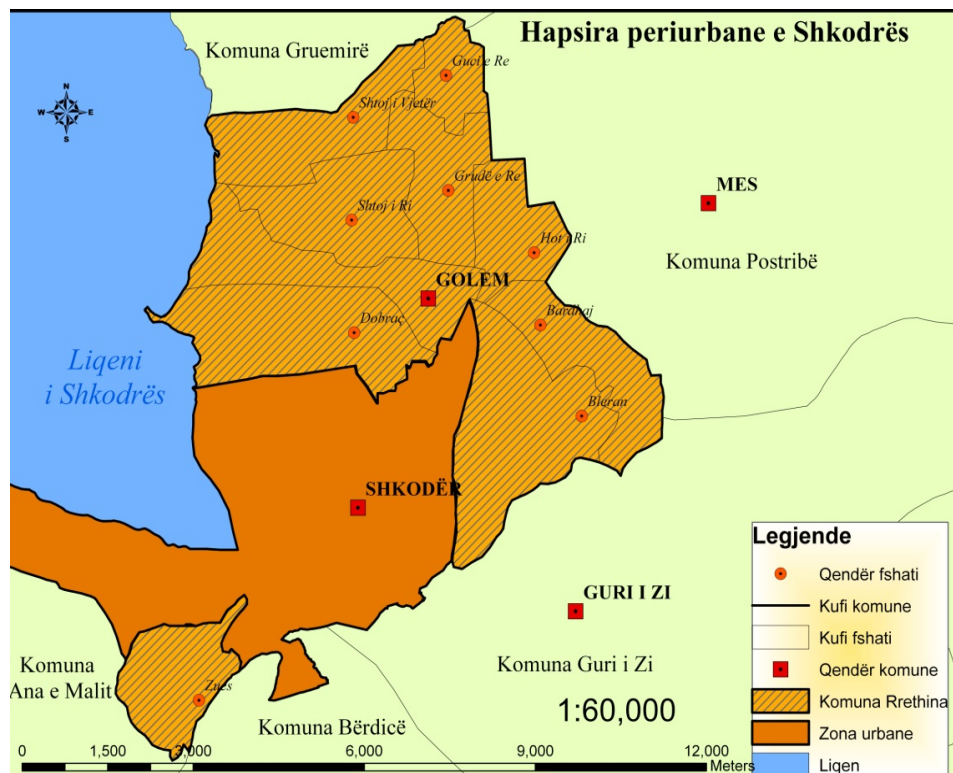 Hapsira periurbane e Shkodrës
Komuna Gruemirë
Guci e Re
N
W E
S
Shtoj i Vjetër
Grudë e Re
MES
Shtoj i Ri
Hot i Ri
Komuna Postribë
GOLEM
Dobraç
Bardhaj
Liqeni
i Shkodrës
Bleran
SHKODËR
GURI I ZI
Komuna
Ana e Malit
Zues
Komuna Guri i Zi
Komuna Bërdicë
1:60,000
Legjende
Qendër fshati
Kufi komune
Kufi fshati
Qendër komune
Komuna Rrethina
Zona urbane
Liqen
0 1,500 3,000 6,000 9,000 12,000
Meters